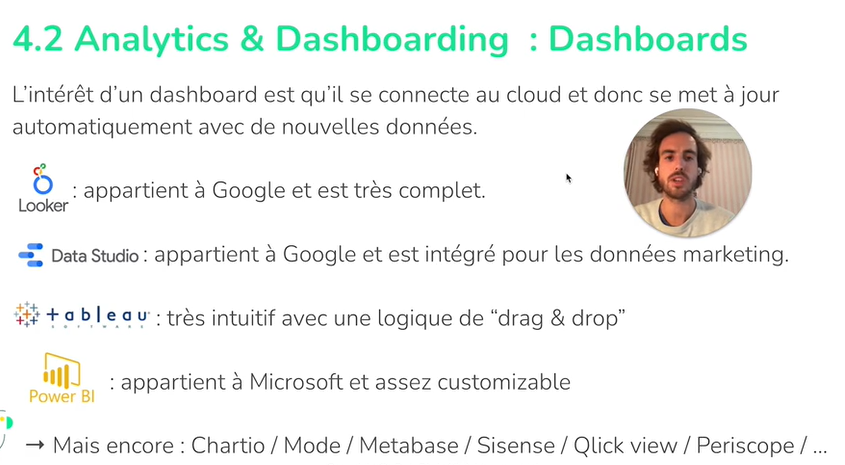 4.2 Analytics & Dashboarding : Dashboards
L'intérêt d'un dashboard est qu'il se connecte au cloud et donc se met à jour
automatiquement avec de nouvelles données.
Looker : appartient à Google et est très complet.
Data Studio : appartient à Google et est intégré pour les données marketing.
+ableau SOFTWARE : très intuitif avec une logique de “drag & drop”
Power BI : appartient à Microsoft et assez customizable
→ Mais encore : Chartio / Mode / Metabase / Sisense / Qlick view / Periscope / ...